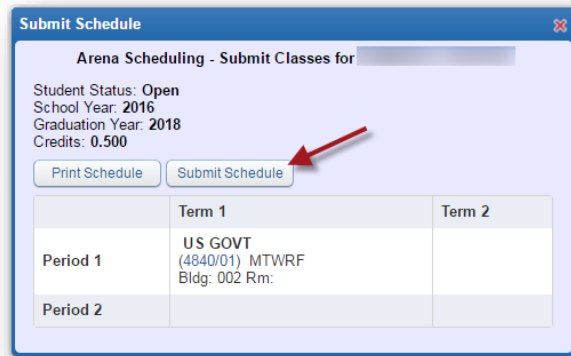 Submit Schedule
Arena Scheduling - Submit Classes for
Student Status: Open
School Year: 2016
Graduation Year: 2018
Credits: 0.500
Print Schedule Submit Schedule
Term 1 Term 2
US GOVT
Period 1 (4840/01) MTWRF
Bldg: 002 Rm:
Period 2